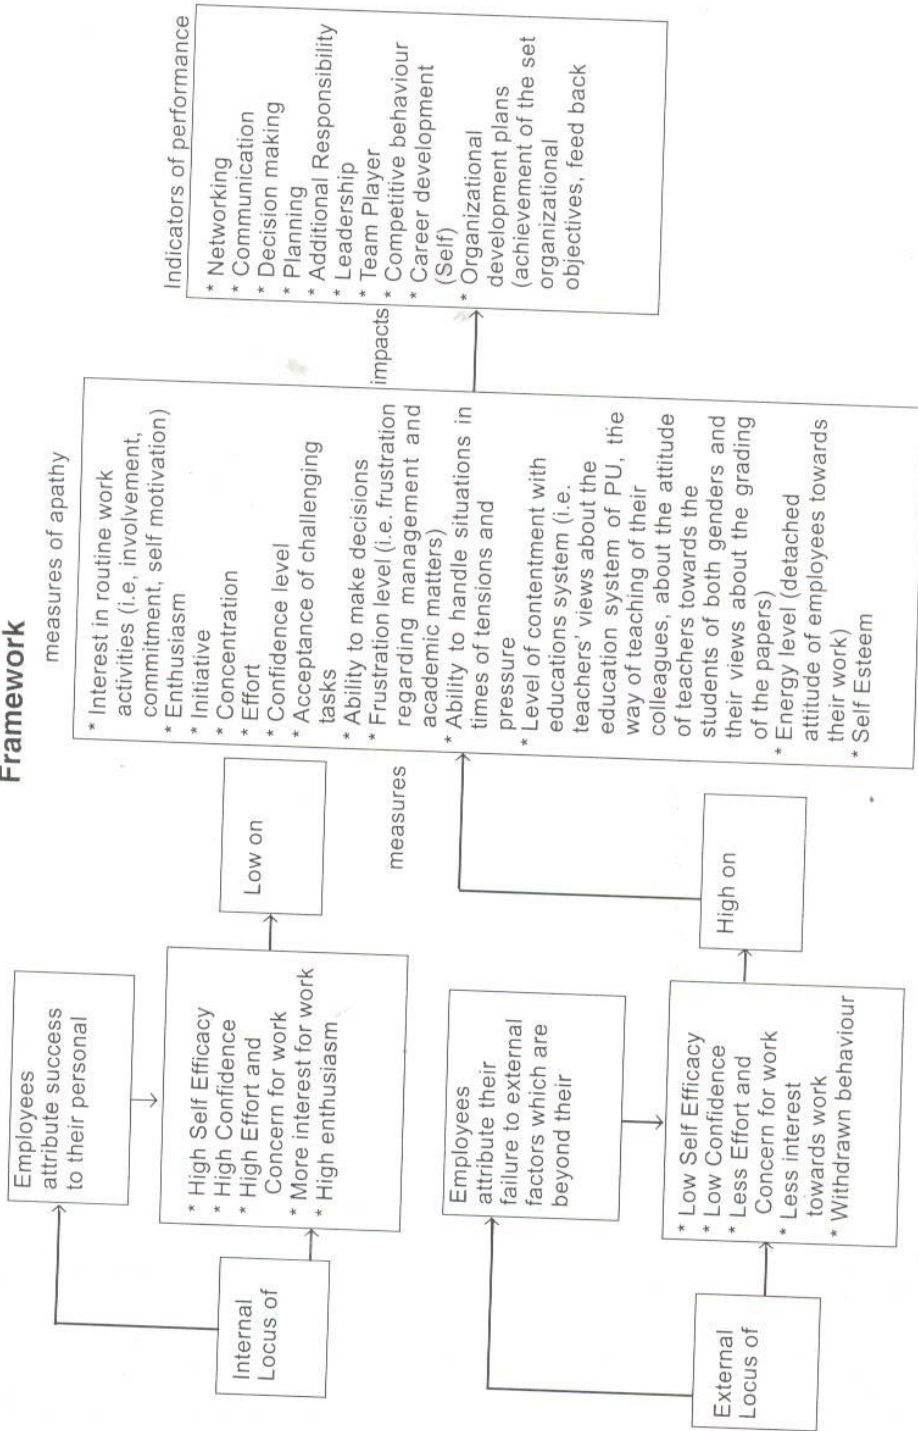 Framework
Employees
attribute success
to their personal
Internal
Locus of
* High Self Efficacy
* High Confidence
* High Effort and
Concern for work
* More interest for work
* High enthusiasm
Low on
Employees
attribute their
failure to external
factors which are
beyond their
External
Locus of
* Low Self Efficacy
* Low Confidence
* Less Effort and
Concern for work
* Less interest
towards work
* Withdrawn behaviour
High on
measures
measures of apathy
* Interest in routine work
activities (i.e, involvement,
commitment, self motivation)
* Enthusiasm
* Initiative
* Concentration
* Effort
* Confidence level
* Acceptance of challenging
tasks
* Ability to make decisions
* Frustration level (i.e. frustration
regarding management and
academic matters)
* Ability to handle situations in
times of tensions and
pressure
* Level of contentment with
educations system (i.e.
teachers' views about the
education system of PU, the
way of teaching of their
colleagues, about the attitude
of teachers towards the
students of both genders and
their views about the grading
of the papers)
* Energy level (detached
attitude of employees towards
their work)
* Self Esteem
impacts
Indicators of performance
* Networking
* Communication
* Decision making
* Planning
* Additional Responsibility
* Leadership
* Team Player
* Competitive behaviour
* Career development
(Self)
* Organizational
development plans
(achievement of the set
organizational
objectives, feed back